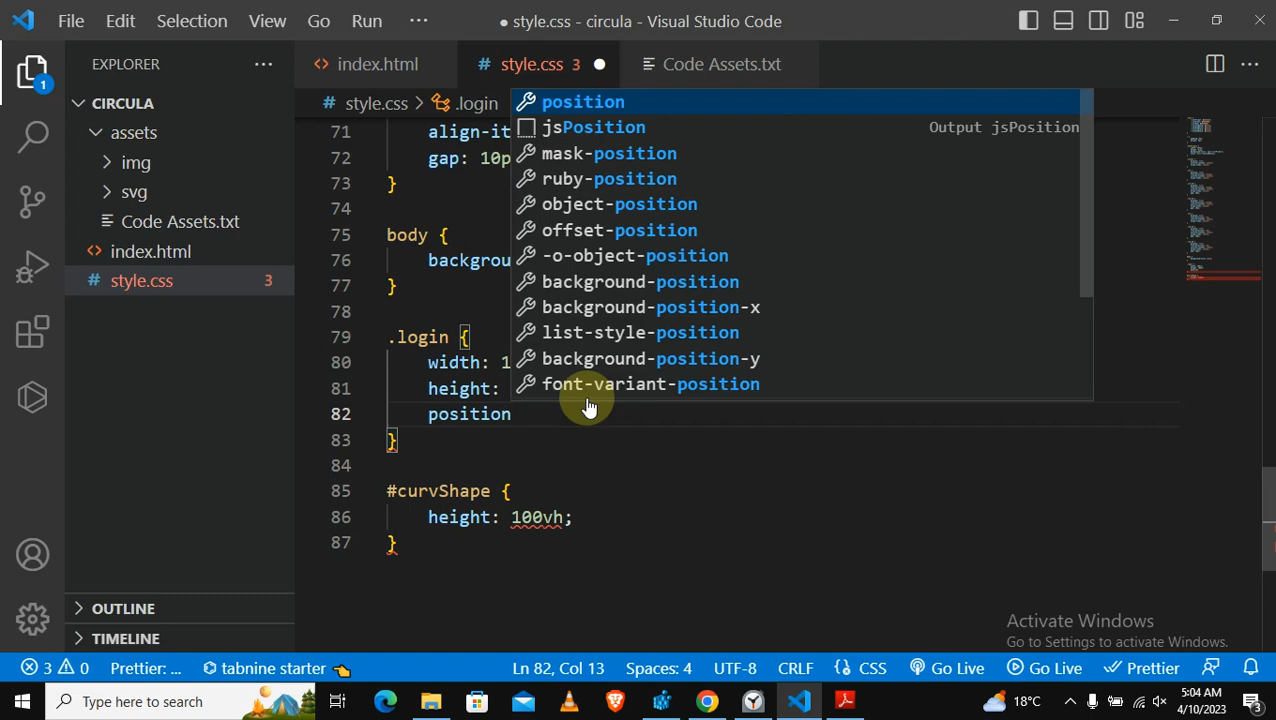 File Edit Selection View Go Run ··· ● style.css - circula - Visual Studio Code
EXPLORER ···
index.html # style.css 3 ● Code Assets.txt
# style.css > .login
CIRCULA
assets
img
svg
Code Assets.txt
index.html
# style.css 3
OUTLINE
TIMELINE
1
71 align-it
72 gap: 10p
73 }
74
75 body {
76 backgrou
77 }
78
79 .login {
80 width: 1
81 height:
82 position
83 }
84
85 #curvShape {
86 height: 100vh;
87 }
position
jsPosition Output jsPosition
mask-position
ruby-position
object-position
offset-position
-o-object-position
background-position
background-position-x
list-style-position
background-position-y
font-variant-position
Activate Windows
Go to Settings to activate Windows.
3 0 Prettier: ... tabnine starter Ln 82, Col 13 Spaces: 4 UTF-8 CRLF {} CSS Go Live Go Live Prettier
Type here to search 18°C 5:04 AM
4/10/2023 3